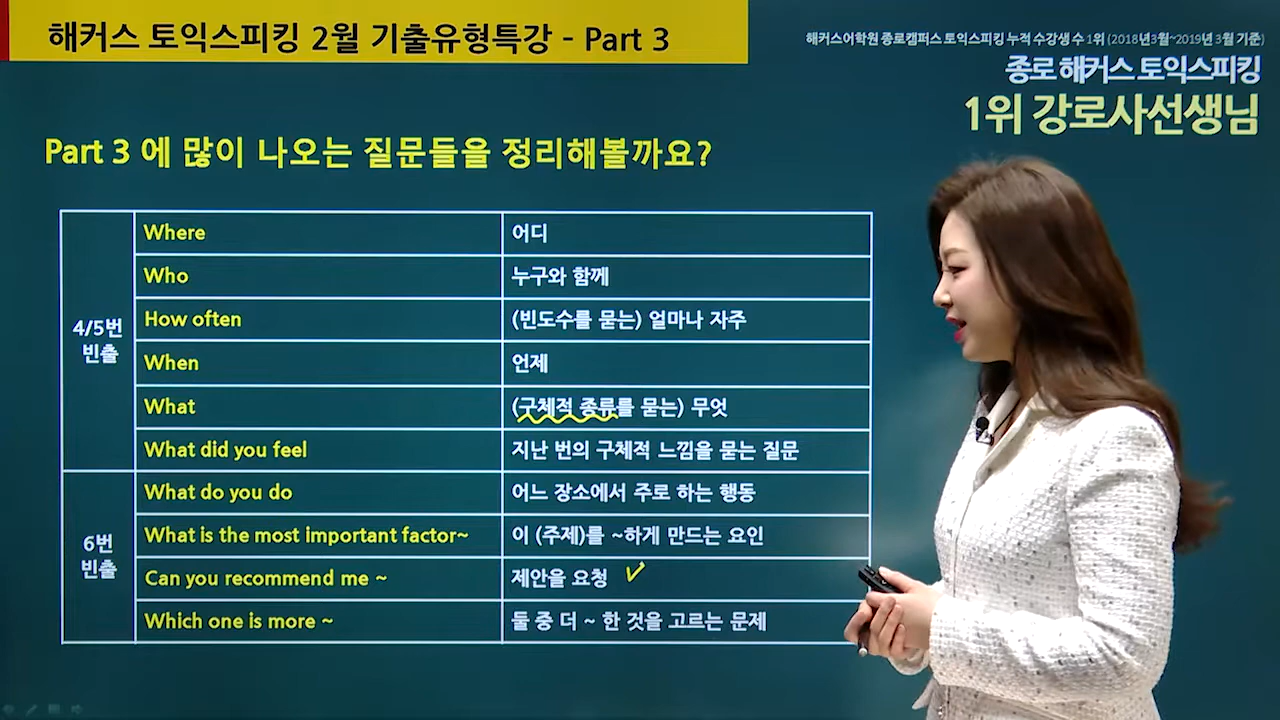 해커스 토익스피킹 2월 기출유형특강 - Part 3
해커스어학원 종로캠퍼스 토익스피킹 누적 수강생 수 1위 (2018년3월~2019년 3월 기준)
종로 해커스 토익스피킹
1위 강로사선생님
Part 3 에 많이 나오는 질문들을 정리해볼까요?
4/5번
빈출
Where 어디
Who 누구와 함께
How often (빈도수를 묻는) 얼마나 자주
When 언제
What (구체적 종류를 묻는) 무엇
What did you feel 지난 번의 구체적 느낌을 묻는 질문
6번
빈출
What do you do 어느 장소에서 주로 하는 행동
What is the most important factor~ 이 (주제)를 ~하게 만드는 요인
Can you recommend me ~ 제안을 요청
Which one is more ~ 둘 중 더 ~ 한 것을 고르는 문제